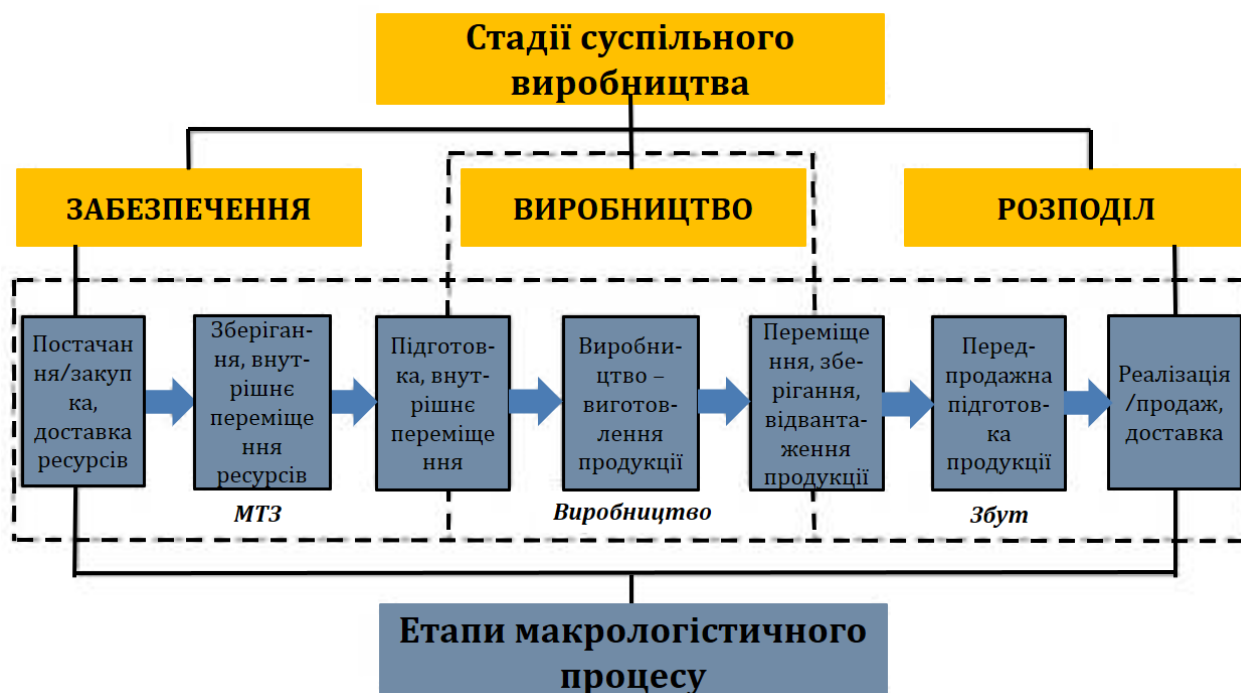 Стадії суспільного
виробництва
ЗАБЕЗПЕЧЕННЯ
ВИРОБНИЦТВО
РОЗПОДІЛ
Постачан
ня/закуп
ка,
доставка
ресурсів
Зберіган-
ня, внут-
рішнє
переміще
ння
ресурсів
Підготов-
ка, внут-
рішнє
переміще
ння
Виробни-
цтво –
виготов-
лення
продукції
Переміще
ння, збе-
рігання,
відванта-
ження
продукції
Перед-
продажна
підготов-
ка
продукції
Реалізація
/продаж,
доставка
МТЗ
Виробництво
Збут
Етапи макрологістичного
процесу